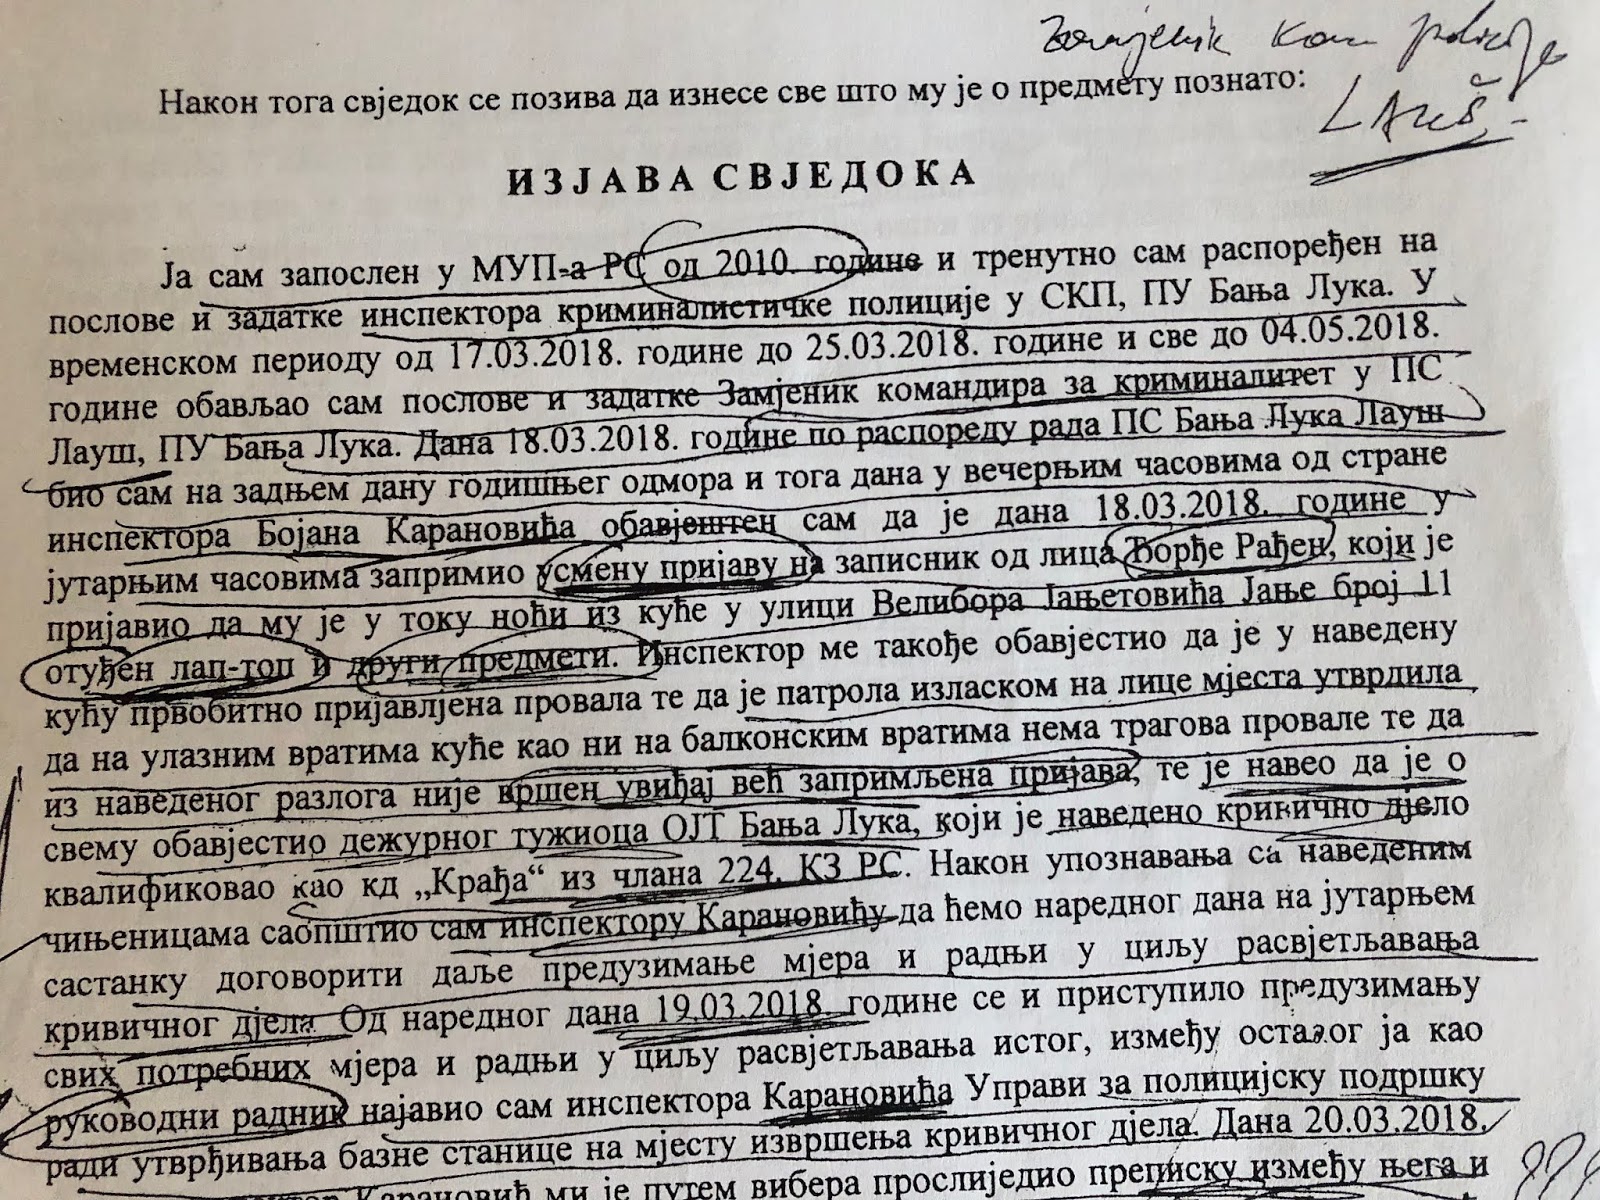 Након тога свједок се позива да изнесе све што му је о предмету познато:
LAUŠ
ИЗЈАВА СВЈЕДОКА
Ја сам запослен у МУП-а РС од 2010. године и тренутно сам распоређен на
послове и задатке инспектора криминалистичке полиције у СКП, ПУ Бања Лука. У
временском периоду од 17.03.2018. године до 25.03.2018. године и све до 04.05.2018.
године обављао сам послове и задатке Замјеник командира за криминалитет у ПС
Лауш, ПУ Бања Лука. Дана 18.03.2018. године по распореду рада ПС Бања Лука Лауш
био сам на задњем дану годишњег одмора и тога дана у вечерњим часовима од стране
инспектора Бојана Карановића обавјештен сам да је дана 18.03.2018. године у
јутарњим часовима запримио усмену пријаву на записник од лица Ђорђе Рађен, који је
пријавио да му је у току ноћи из куће у улици Велибора Јањетовића Јање број 11
отуђен лап-топ и други предмети. Инспектор ме такође обавјестио да је у наведену
кућу првобитно пријављена провала те да је патрола изласком на лице мјеста утврдила
да на улазним вратима куће као ни на балконским вратима нема трагова провале те да
из наведеног разлога није вршен увиђај већ запримљена пријава, те је навео да је о
свему обавјестио дежурног тужиоца ОЈТ Бања Лука, који је наведено кривично дјело
квалификовао као кд „Крађа“ из члана 224. КЗ РС. Након упознавања са наведеним
чињеницама саопштио сам инспектору Карановићу да ћемо наредног дана на јутарњем
састанку договорити даље предузимање мјера и радњи у циљу расвјетљавања
кривичног дјела. Од наредног дана 19.03.2018. године се и приступило предузимању
свих потребних мјера и радњи у циљу расвјетљавања истог, између осталог ја као
руководни радник најавио сам инспектора Карановића Управи за полицијску подршку
ради утврђивања базне станице на мјесту извршења кривичног дјела. Дана 20.03.2018.
Карановић ми је путем вибера прослиједио преписку између њега и